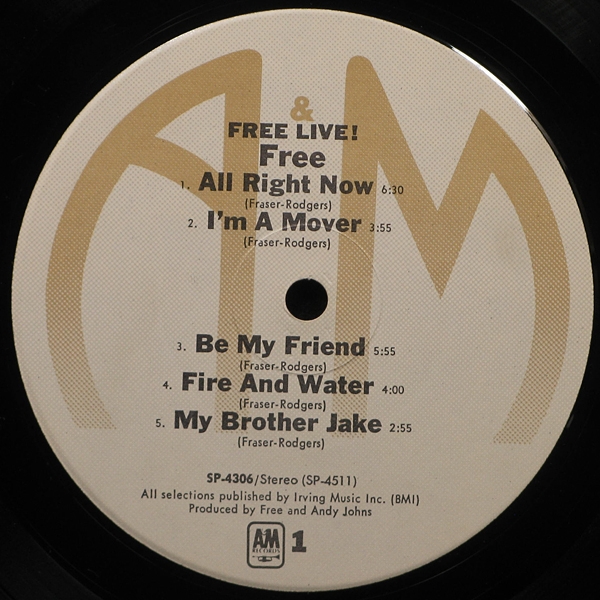 A&M
FREE LIVE!
Free
1. All Right Now 6:30
(Fraser-Rodgers)
2. I'm A Mover 3:55
(Fraser-Rodgers)
3. Be My Friend 5:55
(Fraser-Rodgers)
4. Fire And Water 4:00
(Fraser-Rodgers)
5. My Brother Jake 2:55
(Fraser-Rodgers)
SP-4306/Stereo (SP-4511)
All selections published by Irving Music Inc. (BMI)
Produced by Free and Andy Johns
A&M RECORDS 1